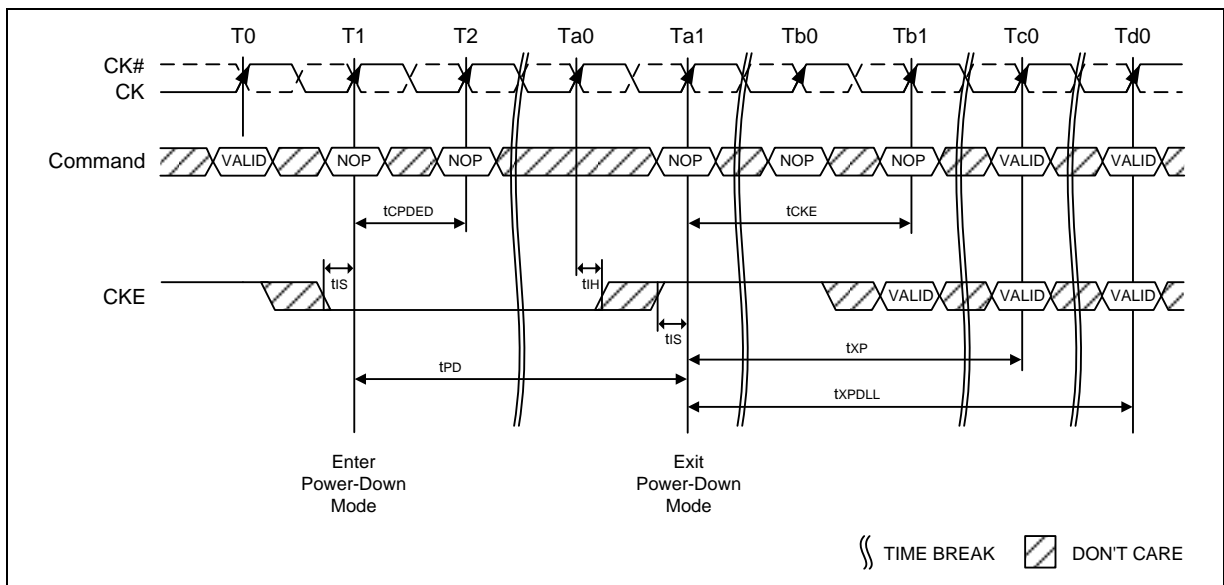 T0 T1 T2 Ta0 Ta1 Tb0 Tb1 Tc0 Td0
CK#
CK
Command VALID NOP NOP NOP NOP NOP VALID VALID
tCPDED tCKE
tIS tIH
CKE VALID VALID VALID
tIS
tXP
tPD
tXPDLL
Enter
Power-Down
Mode
Exit
Power-Down
Mode
TIME BREAK DON'T CARE